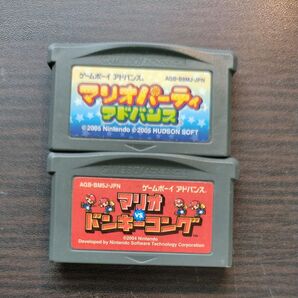 ゲームボーイ アドバンス
AGB-B8MJ-JPN
マリオパーティ
アドバンス
©2005 Nintendo ©2005 HUDSON SOFT
AGB-BM5J-JPN
ゲームボーイ アドバンス
マリオ
VS.
ドンキーコング
©2004 Nintendo
Developed by Nintendo Software Technology Corporation